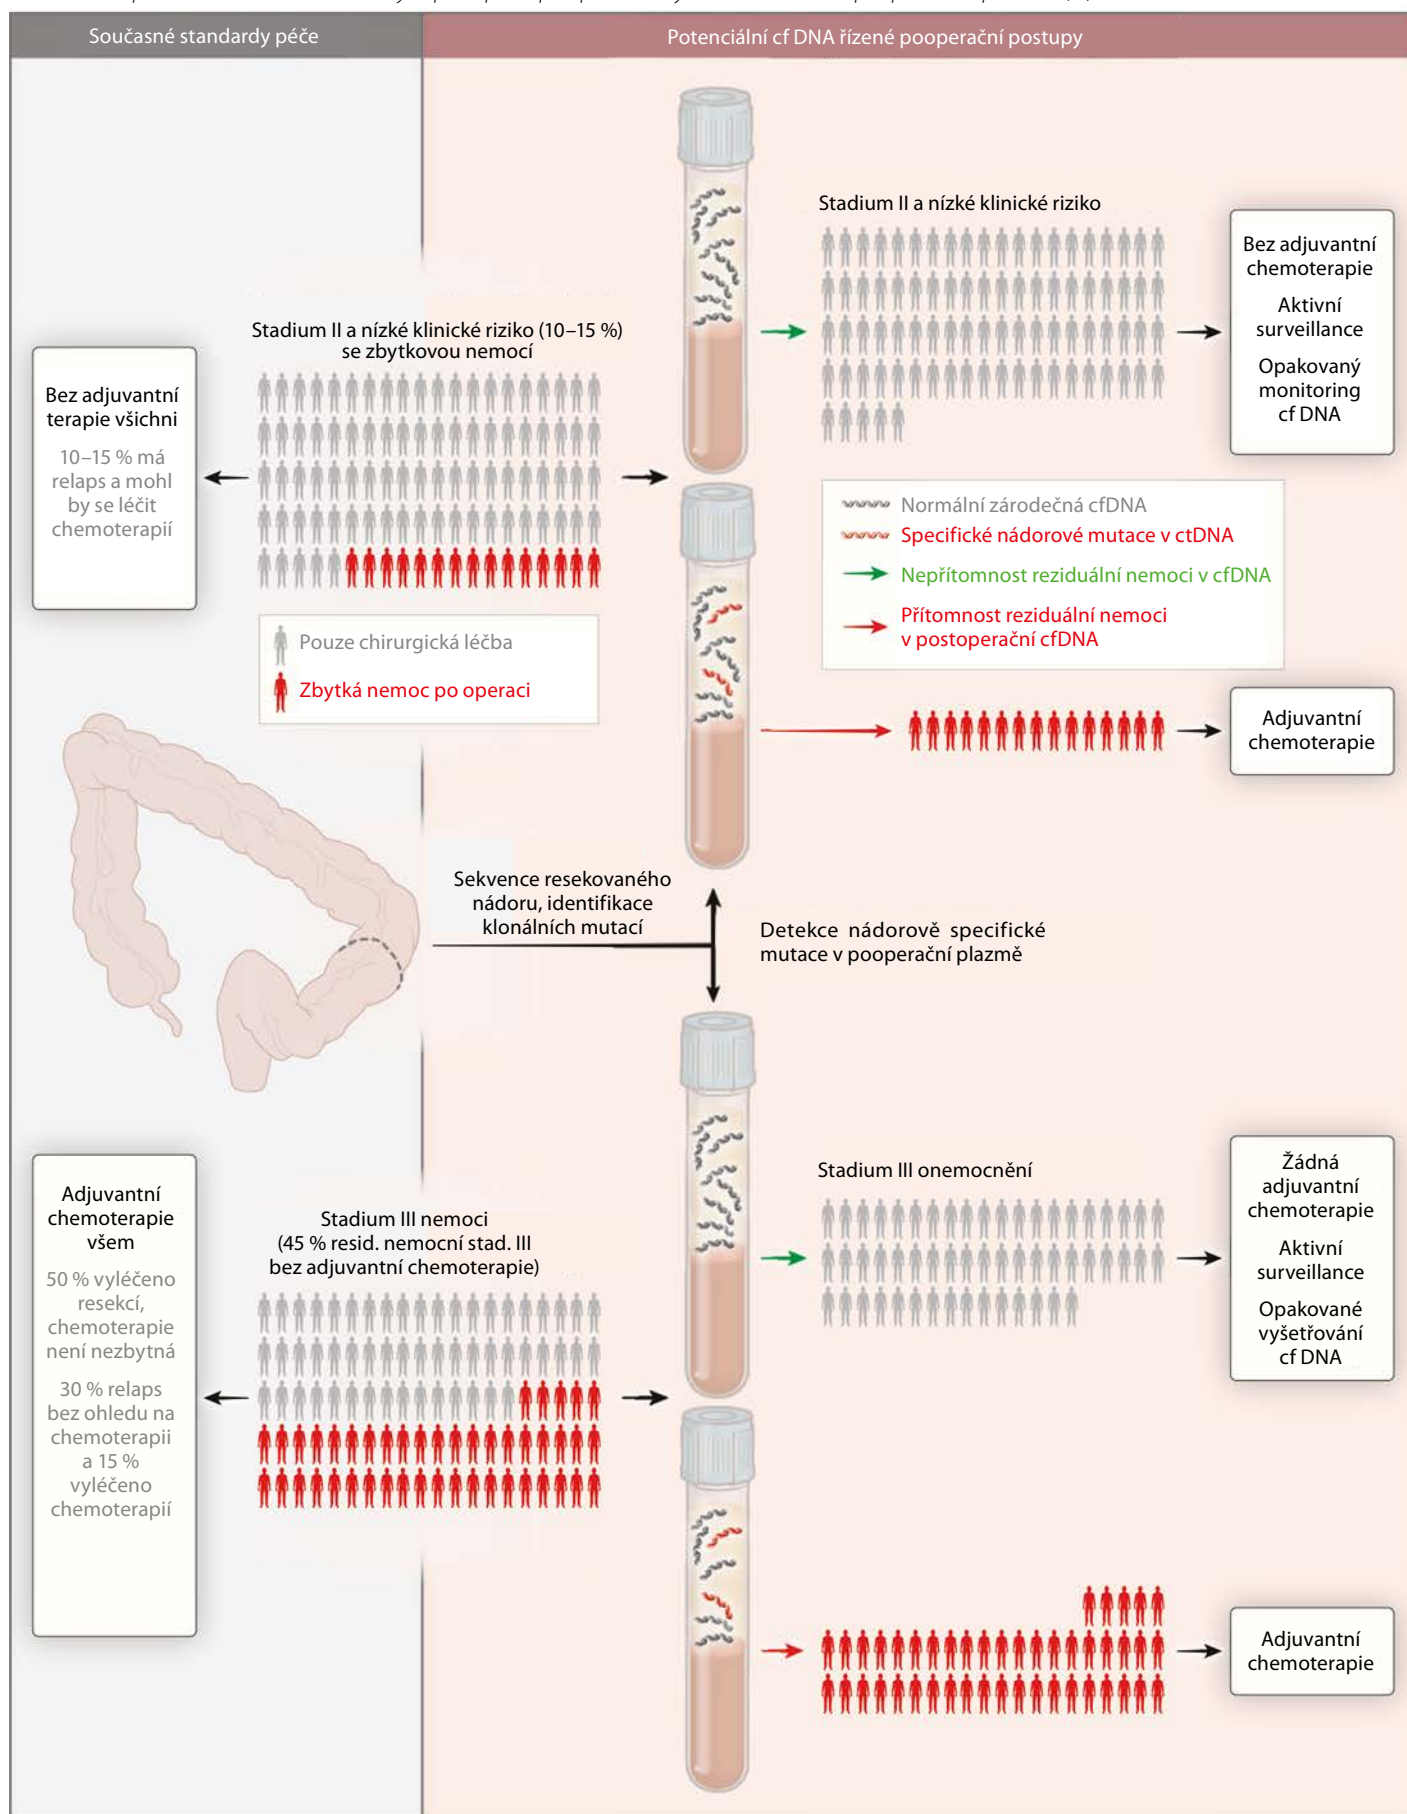 Současné standardy péče
Potenciální cf DNA řízené pooperační postupy
Stadium II a nízké klinické riziko
Bez adjuvantní
chemoterapie
Aktivní
surveillance
Opakovaný
monitoring
cf DNA
Stadium II a nízké klinické riziko (10–15 %)
se zbytkovou nemocí
Bez adjuvantní
terapie všichni
10–15 % má
relaps a mohl
by se léčit
chemoterapií
Normální zárodečná cfDNA
Specifické nádorové mutace v ctDNA
Nepřítomnost reziduální nemoci v cfDNA
Přítomnost reziduální nemoci
v postoperační cfDNA
Pouze chirurgická léčba
Zbytká nemoc po operaci
Adjuvantní
chemoterapie
Sekvence resekovaného
nádoru, identifikace
klonálních mutací
Detekce nádorově specifické
mutace v pooperační plazmě
Stadium III onemocnění
Žádná
adjuvantní
chemoterapie
Aktivní
surveillance
Opakované
vyšetřování
cf DNA
Adjuvantní
chemoterapie
všem
50 % vyléčeno
resekcí,
chemoterapie
není nezbytná
30 % relaps
bez ohledu na
chemoterapii
a 15 %
vyléčeno
chemoterapií
Stadium III nemoci
(45 % resid. nemocní stad. III
bez adjuvantní chemoterapie)
Adjuvantní
chemoterapie